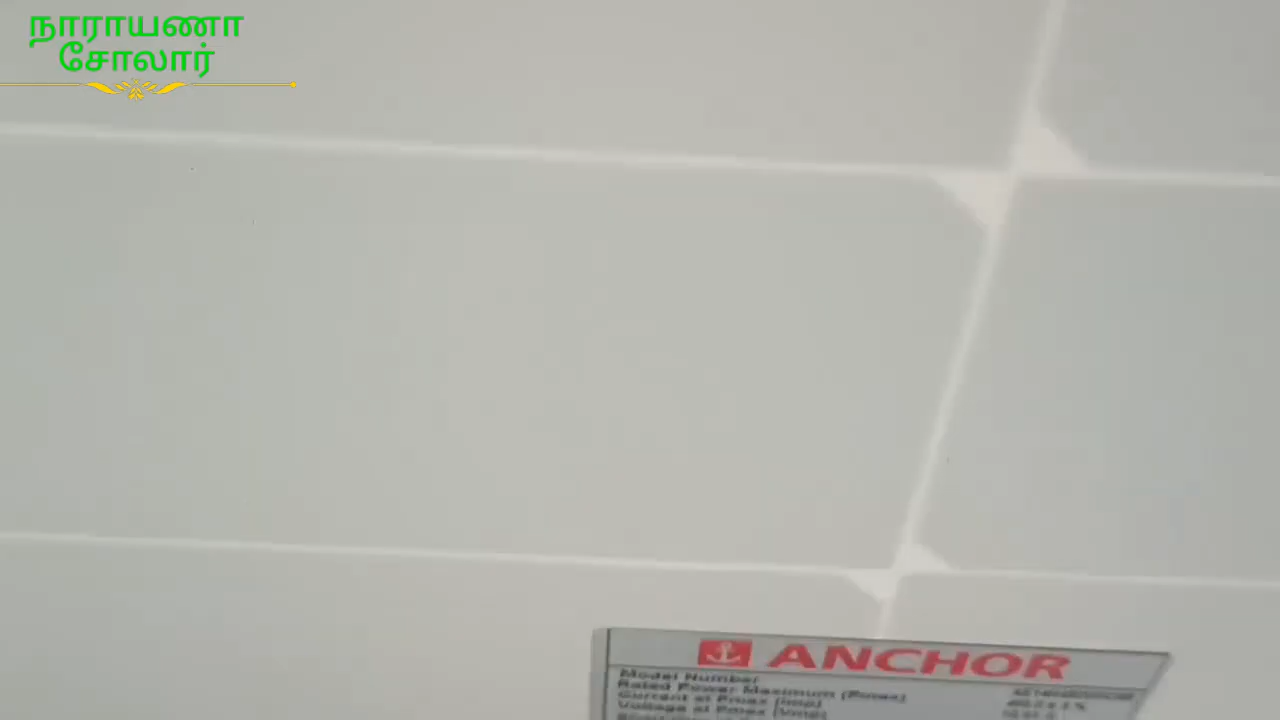 நாராயணா
சோலார்
ANCHOR
Model Number
Rated Power Maximum (Pmax)
Current at Pmax (Imp)
Voltage at Pmax (Vmp)